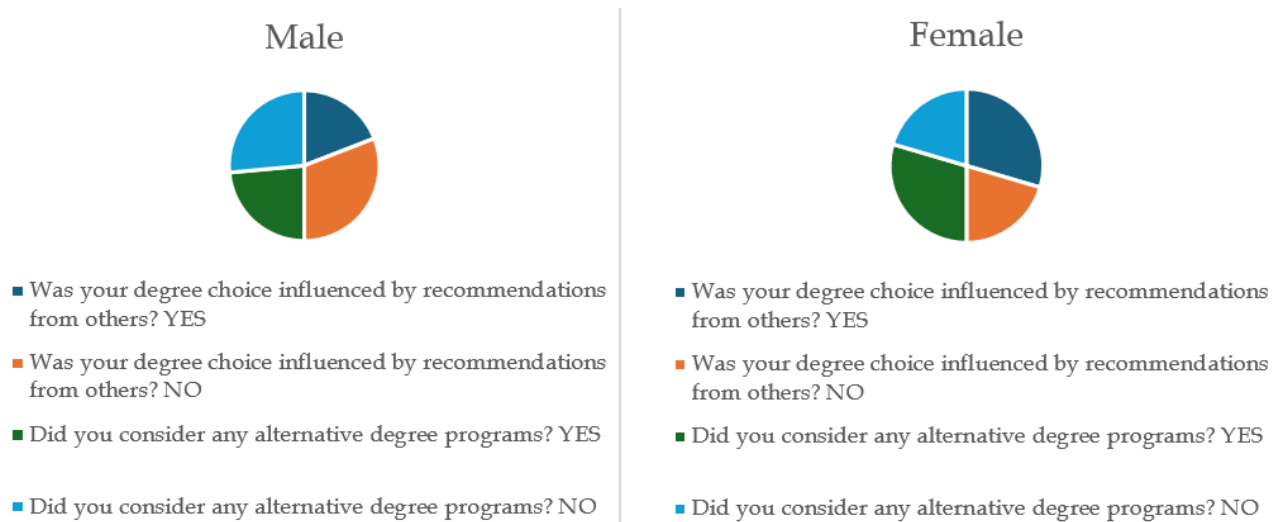 Male
Was your degree choice influenced by recommendations
from others? YES
Was your degree choice influenced by recommendations
from others? NO
Did you consider any alternative degree programs? YES
Did you consider any alternative degree programs? NO
Female
Was your degree choice influenced by recommendations
from others? YES
Was your degree choice influenced by recommendations
from others? NO
Did you consider any alternative degree programs? YES
Did you consider any alternative degree programs? NO